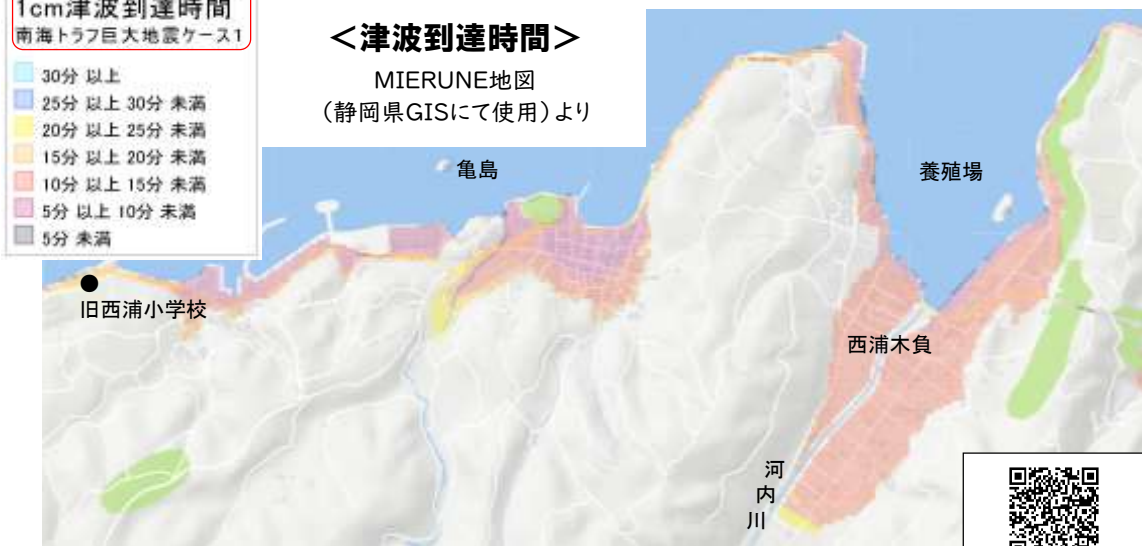 1cm津波到達時間
南海トラフ巨大地震ケース1
30分 以上
25分 以上 30分 未満
20分 以上 25分 未満
15分 以上 20分 未満
10分 以上 15分 未満
5分 以上 10分 未満
5分 未満
＜津波到達時間＞
MIERUNE地図
（静岡県GISにて使用）より
亀島
養殖場
旧西浦小学校
西浦木負
河
内
川